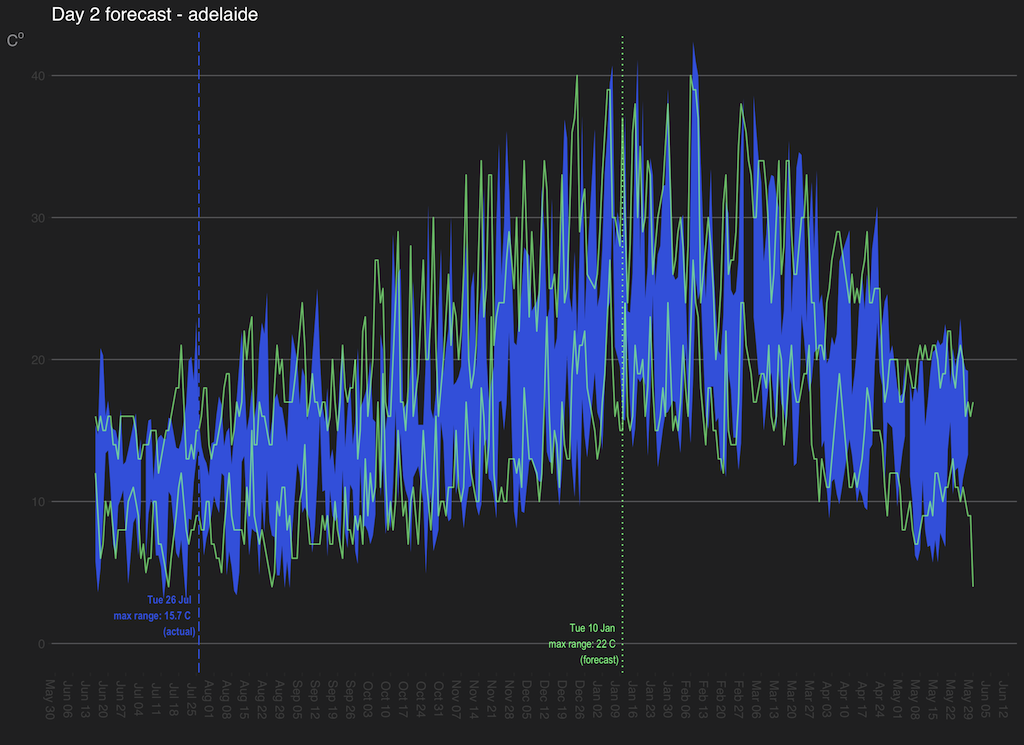 Day 2 forecast - adelaide
Cº
40
30
20
10
0
Tue 26 Jul
max range: 15.7 C
(actual)
Tue 10 Jan
max range: 22 C
(forecast)
May 30
Jun 06
Jun 13
Jun 20
Jun 27
Jul 04
Jul 11
Jul 18
Jul 25
Aug 01
Aug 08
Aug 15
Aug 22
Aug 29
Sep 05
Sep 12
Sep 19
Sep 26
Oct 03
Oct 10
Oct 17
Oct 24
Oct 31
Nov 07
Nov 14
Nov 21
Nov 28
Dec 05
Dec 12
Dec 19
Dec 26
Jan 02
Jan 09
Jan 16
Jan 23
Jan 30
Feb 06
Feb 13
Feb 20
Feb 27
Mar 06
Mar 13
Mar 20
Mar 27
Apr 03
Apr 10
Apr 17
Apr 24
May 01
May 08
May 15
May 22
May 29
Jun 05
Jun 12